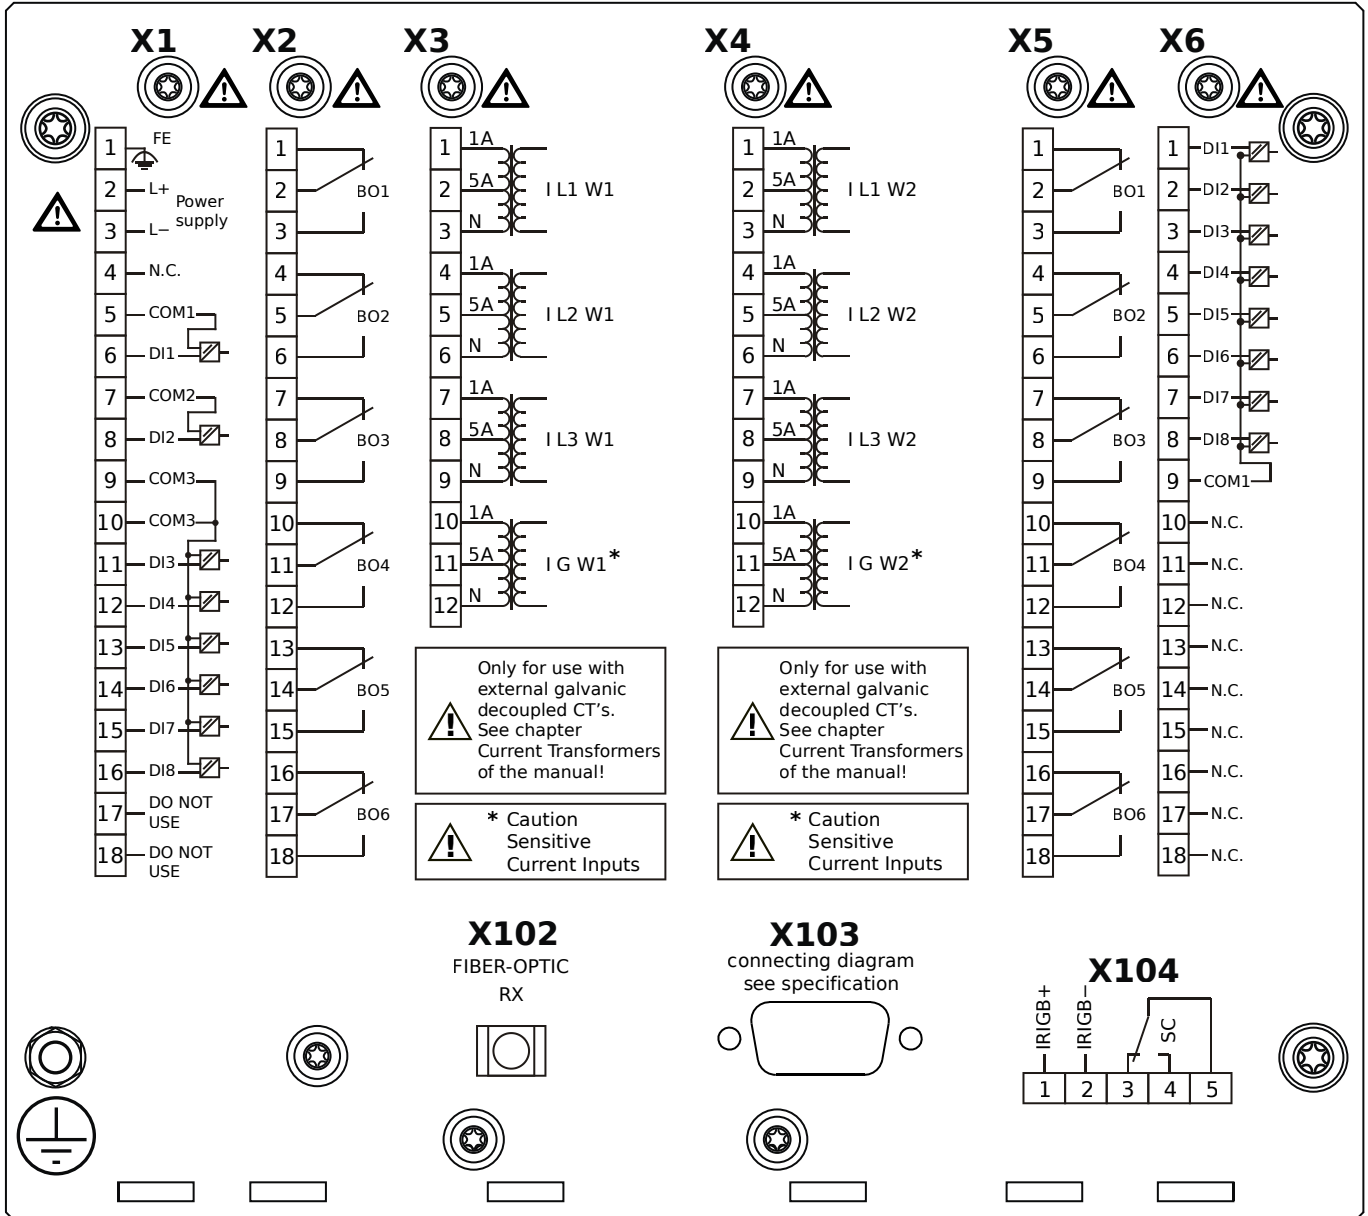 X1
X2
X3
X4
X5
X6
1 FE
2 L+
Power
supply
3 L−
4 N.C.
5 COM1
6 DI1
7 COM2
8 DI2
9 COM3
10 COM3
11 DI3
12 DI4
13 DI5
14 DI6
15 DI7
16 DI8
17 DO NOT
USE
18 DO NOT
USE
1
2 BO1
3
4
5 BO2
6
7
8 BO3
9
10
11 BO4
12
13
14 BO5
15
16
17 BO6
18
1 1A
2 5A I L1 W1
3 N
4 1A
5 5A I L2 W1
6 N
7 1A
8 5A I L3 W1
9 N
10 1A
11 5A I G W1*
12 N
Only for use with
external galvanic
decoupled CT's.
See chapter
Current Transformers
of the manual!
* Caution
Sensitive
Current Inputs
1 1A
2 5A I L1 W2
3 N
4 1A
5 5A I L2 W2
6 N
7 1A
8 5A I L3 W2
9 N
10 1A
11 5A I G W2*
12 N
Only for use with
external galvanic
decoupled CT's.
See chapter
Current Transformers
of the manual!
* Caution
Sensitive
Current Inputs
1
2 BO1
3
4
5 BO2
6
7
8 BO3
9
10
11 BO4
12
13
14 BO5
15
16
17 BO6
18
1 DI1
2 DI2
3 DI3
4 DI4
5 DI5
6 DI6
7 DI7
8 DI8
9 COM1
10 N.C.
11 N.C.
12 N.C.
13 N.C.
14 N.C.
15 N.C.
16 N.C.
17 N.C.
18 N.C.
X102
FIBER-OPTIC
RX
X103
connecting diagram
see specification
X104
IRIGB+
IRIGB−
SC
1 2 3 4 5